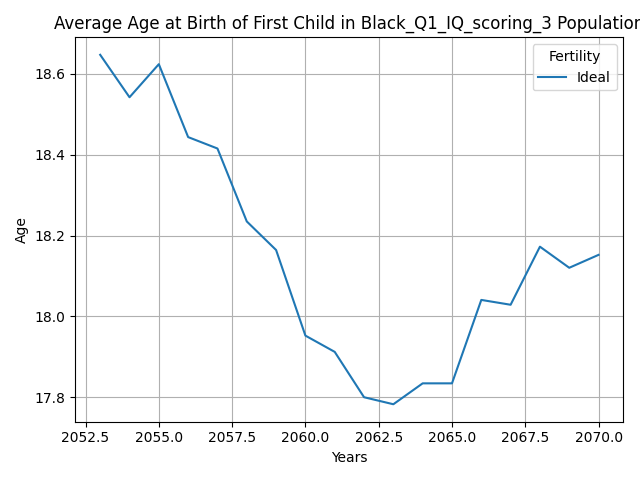 Average Age at Birth of First Child in Black_Q1_IQ_scoring_3 Population
Fertility
Ideal
18.6
18.4
18.2
18.0
17.8
Age
2052.5 2055.0 2057.5 2060.0 2062.5 2065.0 2067.5 2070.0
Years